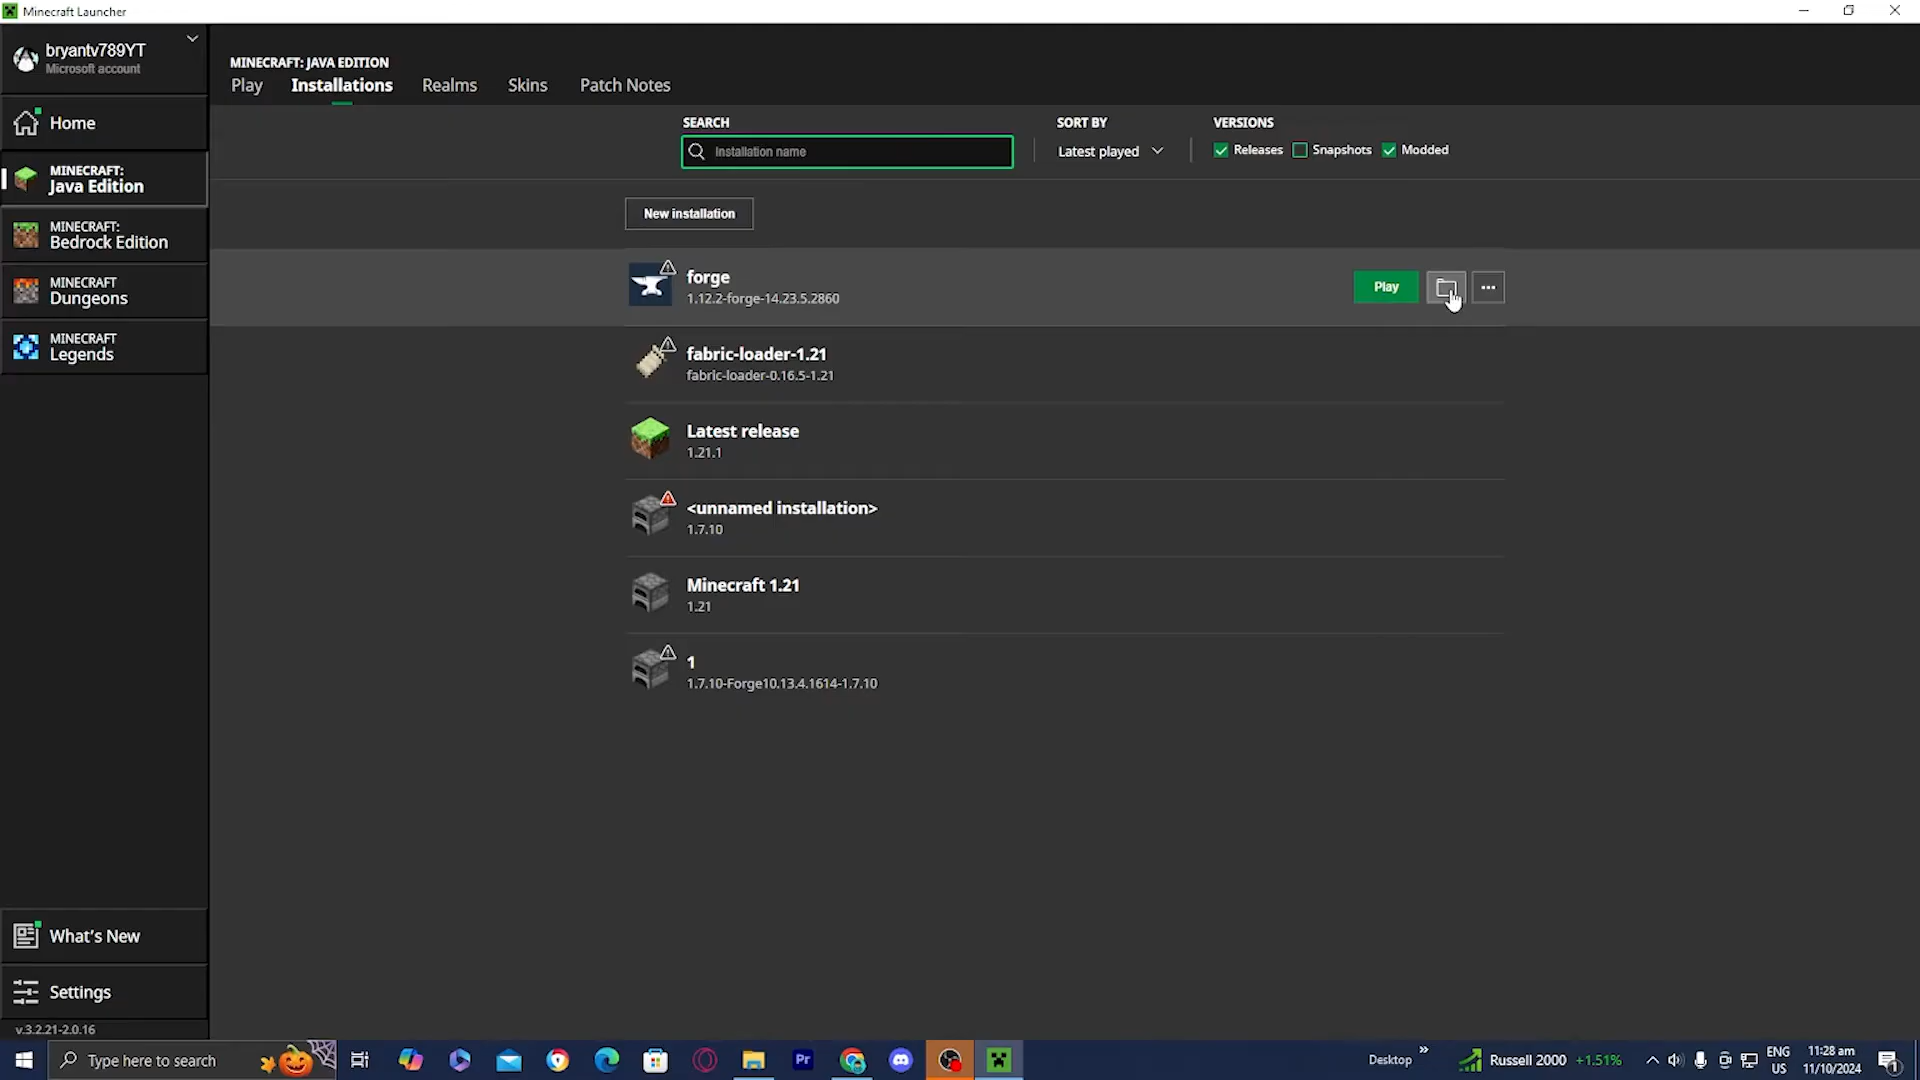 Minecraft Launcher
bryantv789YT
Microsoft account
Home
MINECRAFT:
Java Edition
MINECRAFT:
Bedrock Edition
MINECRAFT
Dungeons
MINECRAFT
Legends
What's New
Settings
v.3.2.21-2.0.16
MINECRAFT: JAVA EDITION
Play Installations Realms Skins Patch Notes
SEARCH SORT BY VERSIONS
Installation name Latest played Releases Snapshots Modded
New installation
forge
1.12.2-forge-14.23.5.2860
Play
fabric-loader-1.21
fabric-loader-0.16.5-1.21
Latest release
1.21.1
<unnamed installation>
1.7.10
Minecraft 1.21
1.21
1
1.7.10-Forge10.13.4.1614-1.7.10
Type here to search
Pr
Desktop
Russell 2000 +1.51%
ENG
US
11:28 am
11/10/2024
1